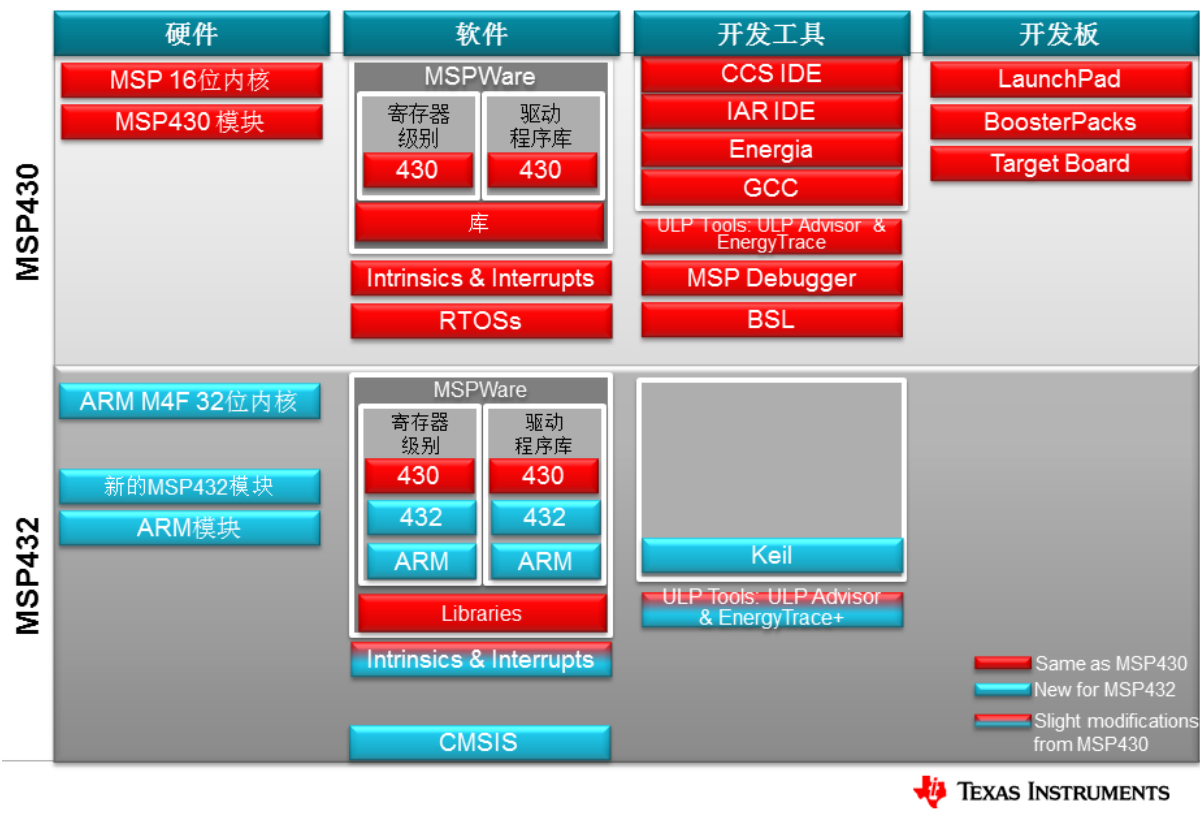 硬件
软件
开发工具
开发板
MSP430
MSP 16位内核
MSP430 模块
MSPWare
寄存器
级别
430
驱动
程序库
430
库
Intrinsics & Interrupts
RTOSs
CCS IDE
IAR IDE
Energia
GCC
ULP Tools: ULP Advisor &
EnergyTrace
MSP Debugger
BSL
LaunchPad
BoosterPacks
Target Board
MSP432
ARM M4F 32位内核
新的MSP432模块
ARM模块
MSPWare
寄存器
级别
430
432
ARM
驱动
程序库
430
432
ARM
Libraries
Intrinsics & Interrupts
CMSIS
Keil
ULP Tools: ULP Advisor
& EnergyTrace+
Same as MSP430
New for MSP432
Slight modifications
from MSP430
TEXAS INSTRUMENTS